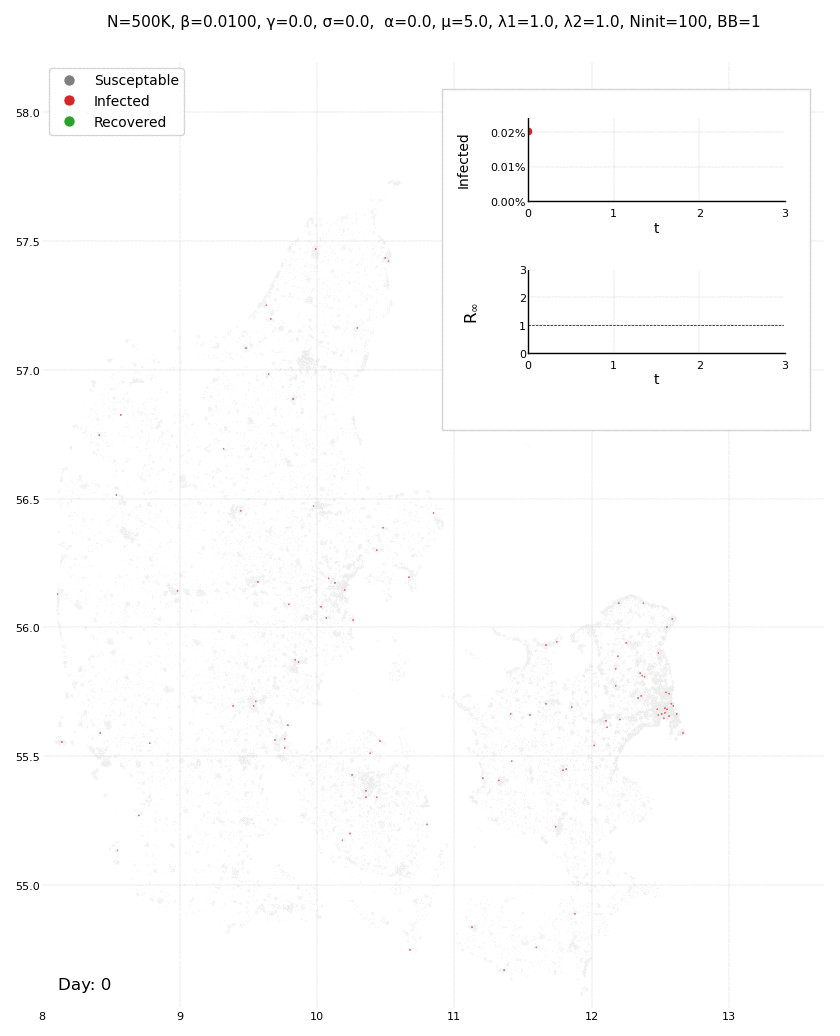 N=500K, β=0.0100, γ=0.0, σ=0.0,  α=0.0, μ=5.0, λ1=1.0, λ2=1.0, Ninit=100, BB=1
Susceptable
Infected
Recovered
Infected
0.02%
0.01%
0.00%
0 1 2 3
t
R∞
3
2
1
0
0 1 2 3
t
58.0
57.5
57.0
56.5
56.0
55.5
55.0
Day: 0
8 9 10 11 12 13